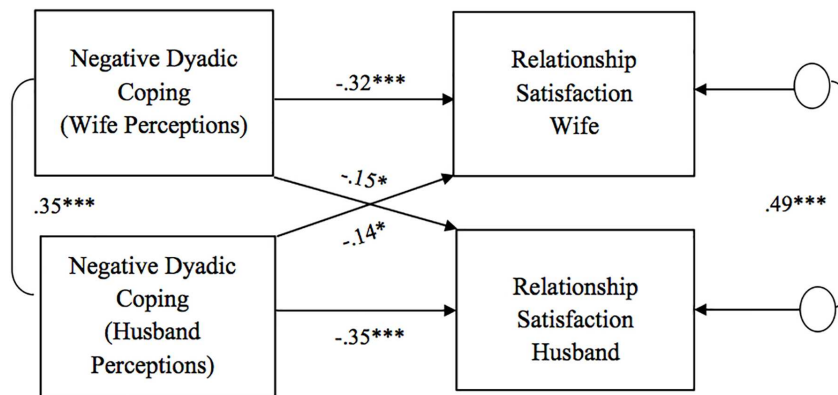 Negative Dyadic
Coping
(Wife Perceptions)
-.32***
Relationship
Satisfaction
Wife
-.15*
.35***
-.14*
.49***
Negative Dyadic
Coping
(Husband
Perceptions)
-.35***
Relationship
Satisfaction
Husband